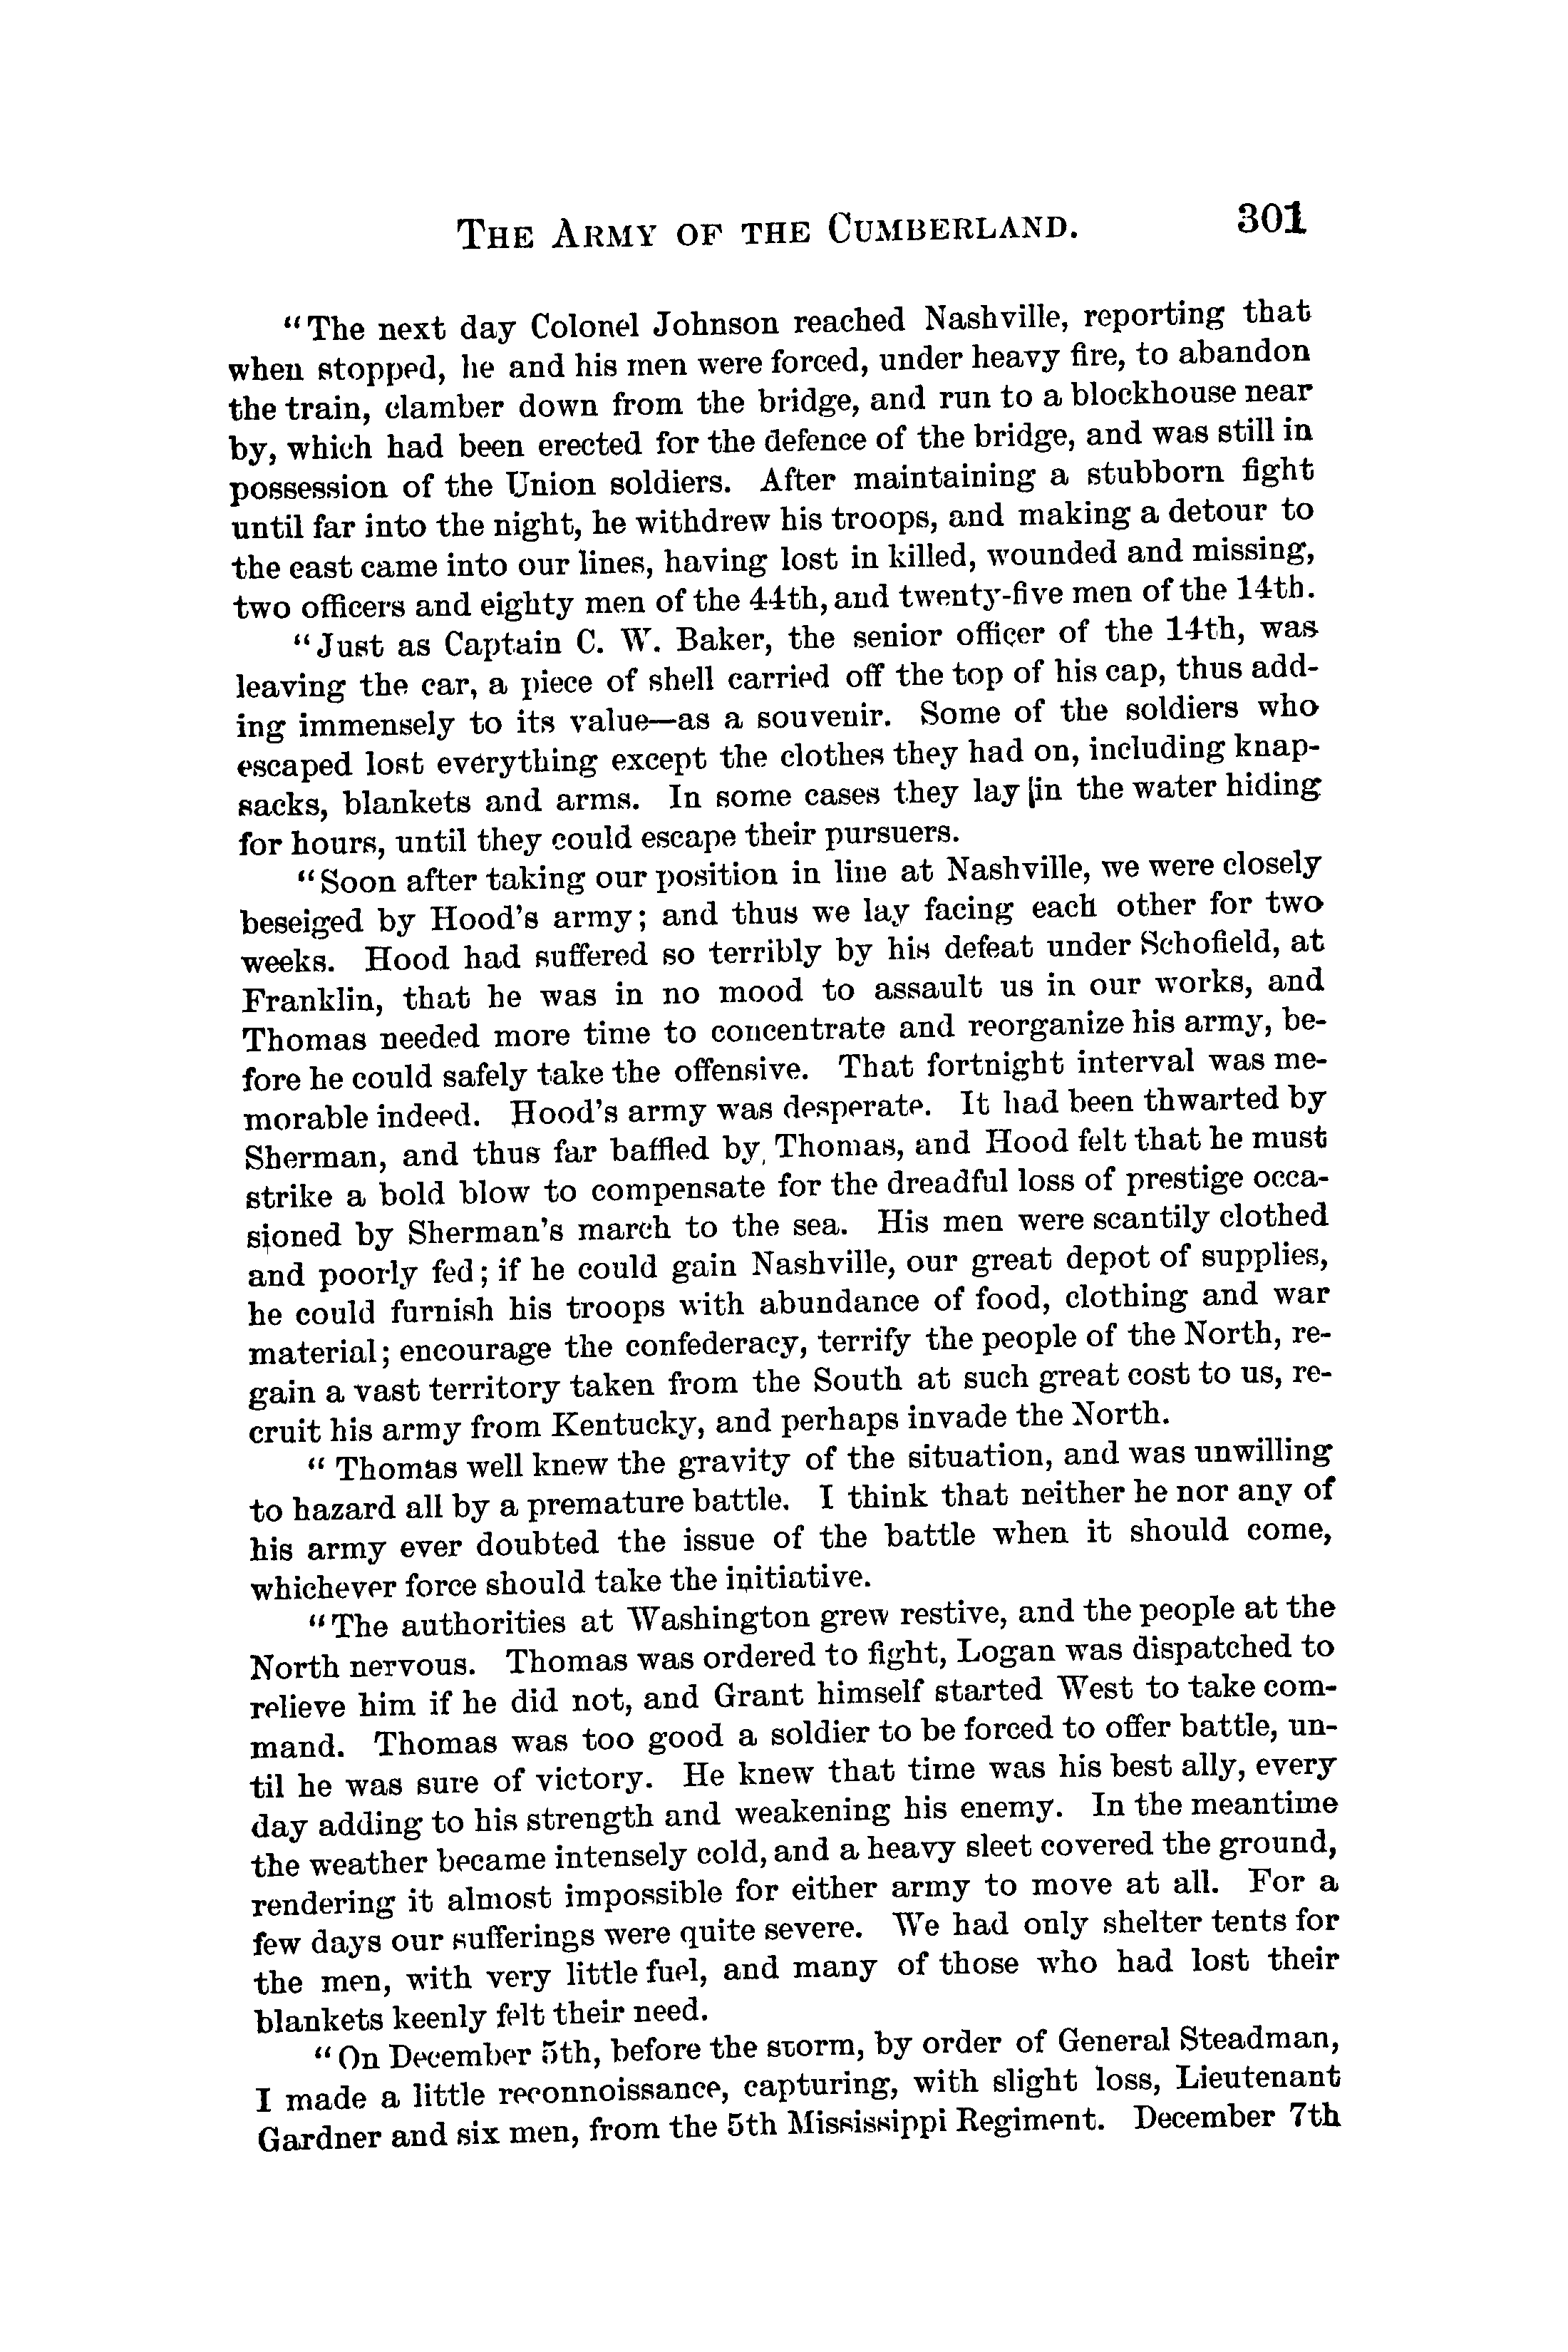 THE ARMY OF THE CUMBERLAND. 301
"The next day Colonel Johnson reached Nashville, reporting that
when stopped, he and his men were forced, under heavy fire, to abandon
the train, clamber down from the bridge, and run to a blockhouse near
by, which had been erected for the defence of the bridge, and was still in
possession of the Union soldiers. After maintaining a stubborn fight
until far into the night, he withdrew his troops, and making a detour to
the east came into our lines, having lost in killed, wounded and missing,
two officers and eighty men of the 44th, and twenty-five men of the 14th.
"Just as Captain C. W. Baker, the senior officer of the 14th, was
leaving the car, a piece of shell carried off the top of his cap, thus add-
ing immensely to its value—as a souvenir. Some of the soldiers who
escaped lost everything except the clothes they had on, including knap-
sacks, blankets and arms. In some cases they lay in the water hiding
for hours, until they could escape their pursuers.
"Soon after taking our position in line at Nashville, we were closely
beseiged by Hood's army; and thus we lay facing each other for two
weeks. Hood had suffered so terribly by his defeat under Schofield, at
Franklin, that he was in no mood to assault us in our works, and
Thomas needed more time to concentrate and reorganize his army, be-
fore he could safely take the offensive. That fortnight interval was me-
morable indeed. Hood's army was desperate. It had been thwarted by
Sherman, and thus far baffled by, Thomas, and Hood felt that he must
strike a bold blow to compensate for the dreadful loss of prestige occa-
sioned by Sherman's march to the sea. His men were scantily clothed
and poorly fed; if he could gain Nashville, our great depot of supplies,
he could furnish his troops with abundance of food, clothing and war
material; encourage the confederacy, terrify the people of the North, re-
gain a vast territory taken from the South at such great cost to us, re-
cruit his army from Kentucky, and perhaps invade the North.
" Thomas well knew the gravity of the situation, and was unwilling
to hazard all by a premature battle. I think that neither he nor any of
his army ever doubted the issue of the battle when it should come,
whichever force should take the initiative.
"The authorities at Washington grew restive, and the people at the
North nervous. Thomas was ordered to fight, Logan was dispatched to
relieve him if he did not, and Grant himself started West to take com-
mand. Thomas was too good a soldier to be forced to offer battle, un-
til he was sure of victory. He knew that time was his best ally, every
day adding to his strength and weakening his enemy. In the meantime
the weather became intensely cold, and a heavy sleet covered the ground,
rendering it almost impossible for either army to move at all. For a
few days our sufferings were quite severe. We had only shelter tents for
the men, with very little fuel, and many of those who had lost their
blankets keenly felt their need.
"On December 5th, before the storm, by order of General Steadman,
I made a little reconnoissance, capturing, with slight loss, Lieutenant
Gardner and six men, from the 5th Mississippi Regiment. December 7th